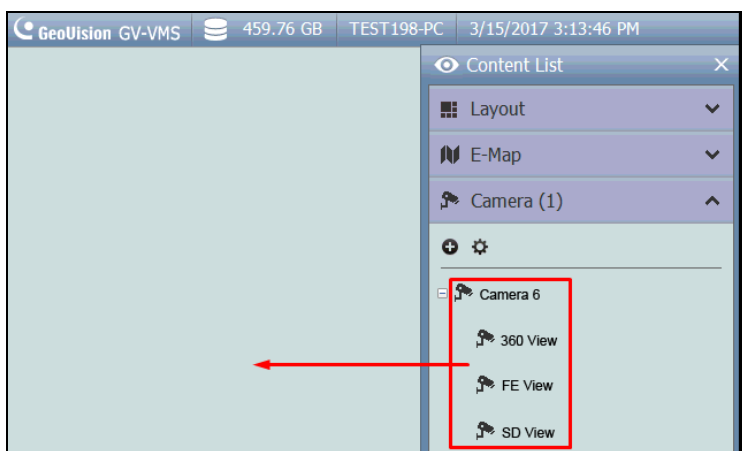 GeoVision GV-VMS 459.76 GB TEST198-PC 3/15/2017 3:13:46 PM
Content List
Layout
E-Map
Camera (1)
Camera 6
360 View
FE View
SD View